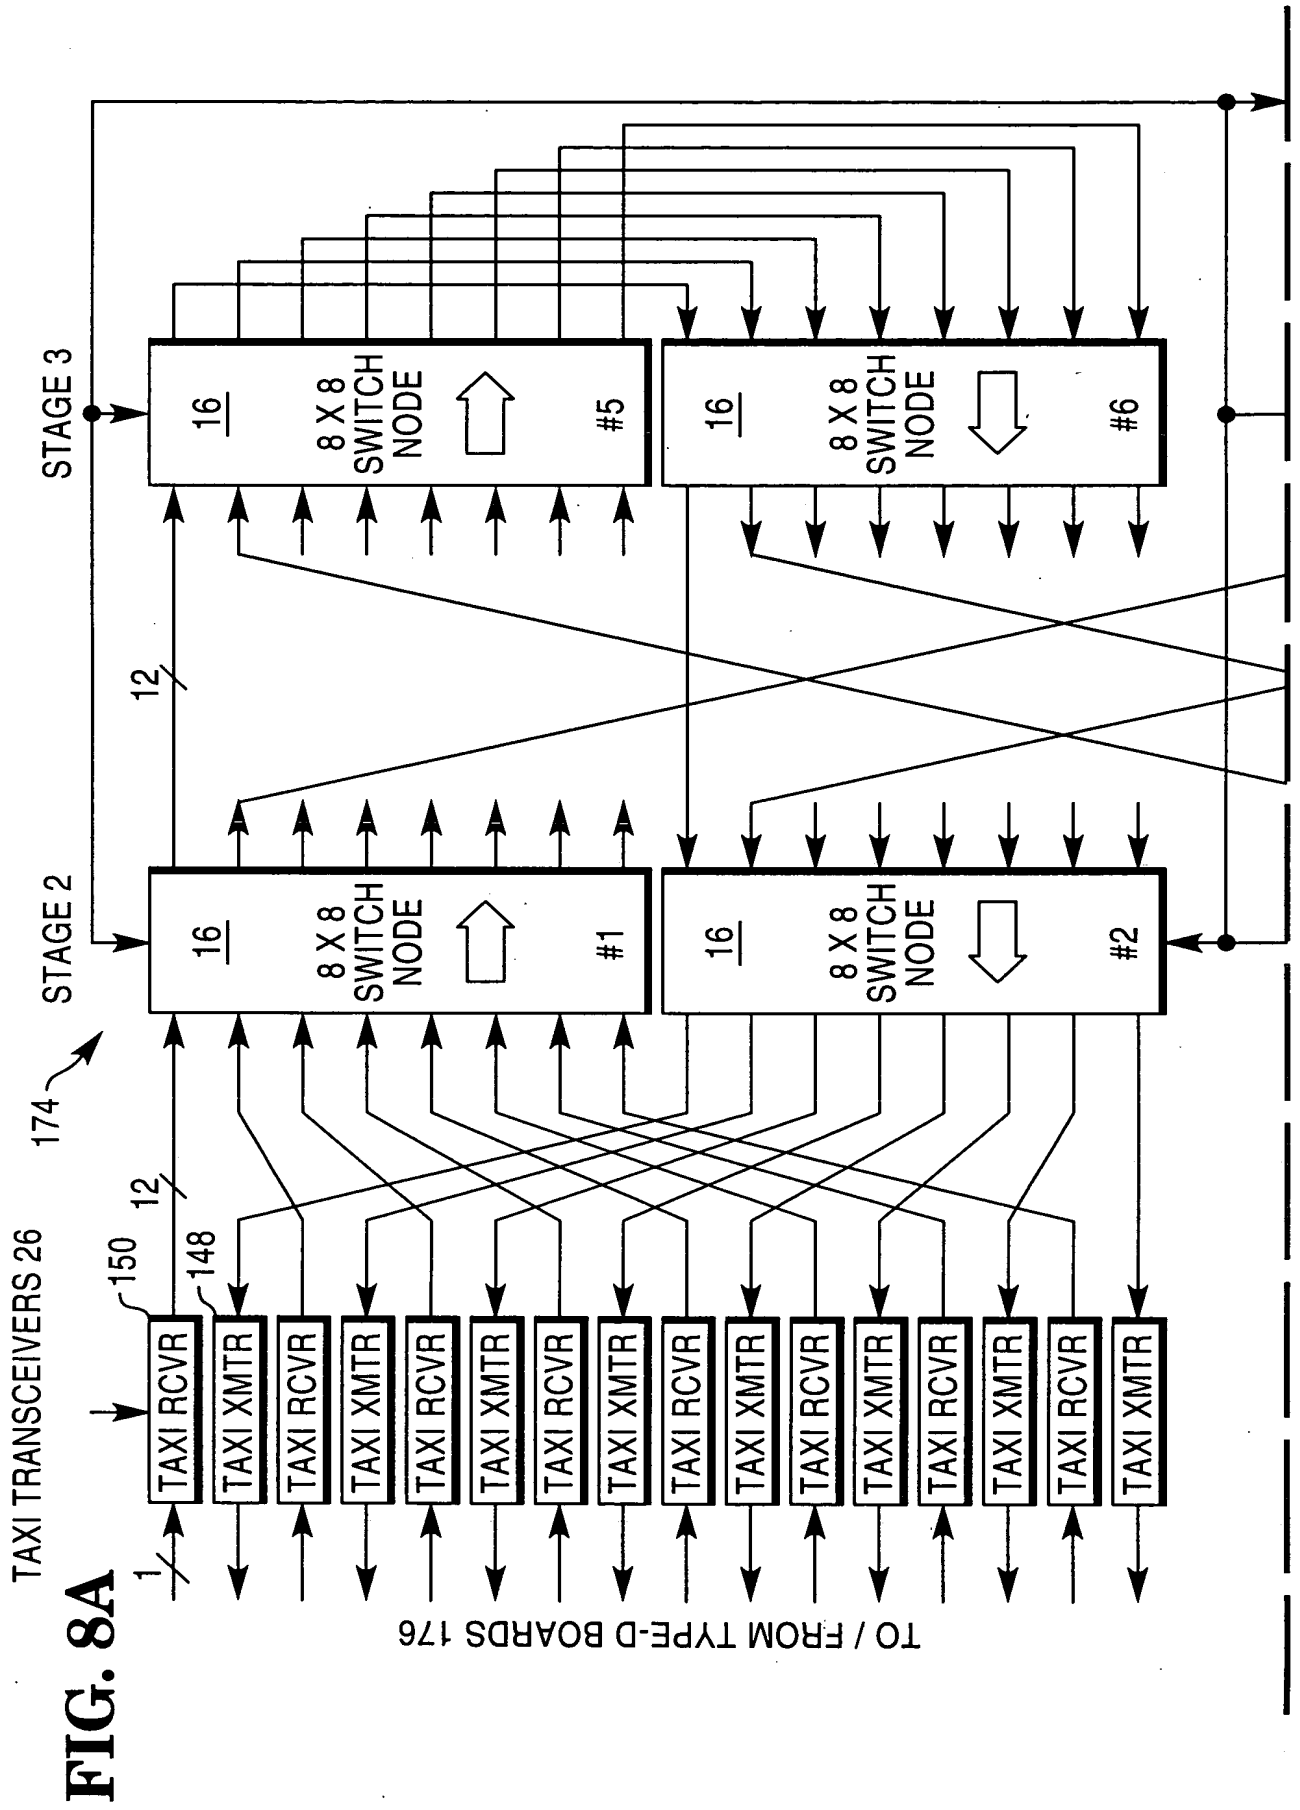 FIG. 8A
TAXI TRANSCEIVERS 26
174
STAGE 2
STAGE 3
150
148
1
12
12
TAXI RCVR
TAXI XMTR
TAXI RCVR
TAXI XMTR
TAXI RCVR
TAXI XMTR
TAXI RCVR
TAXI XMTR
TAXI RCVR
TAXI XMTR
TAXI RCVR
TAXI XMTR
TAXI RCVR
TAXI XMTR
TAXI RCVR
TAXI XMTR
TO / FROM TYPE-D BOARDS 176
16
8 X 8
SWITCH
NODE
#1
16
8 X 8
SWITCH
NODE
#2
16
8 X 8
SWITCH
NODE
#5
16
8 X 8
SWITCH
NODE
#6